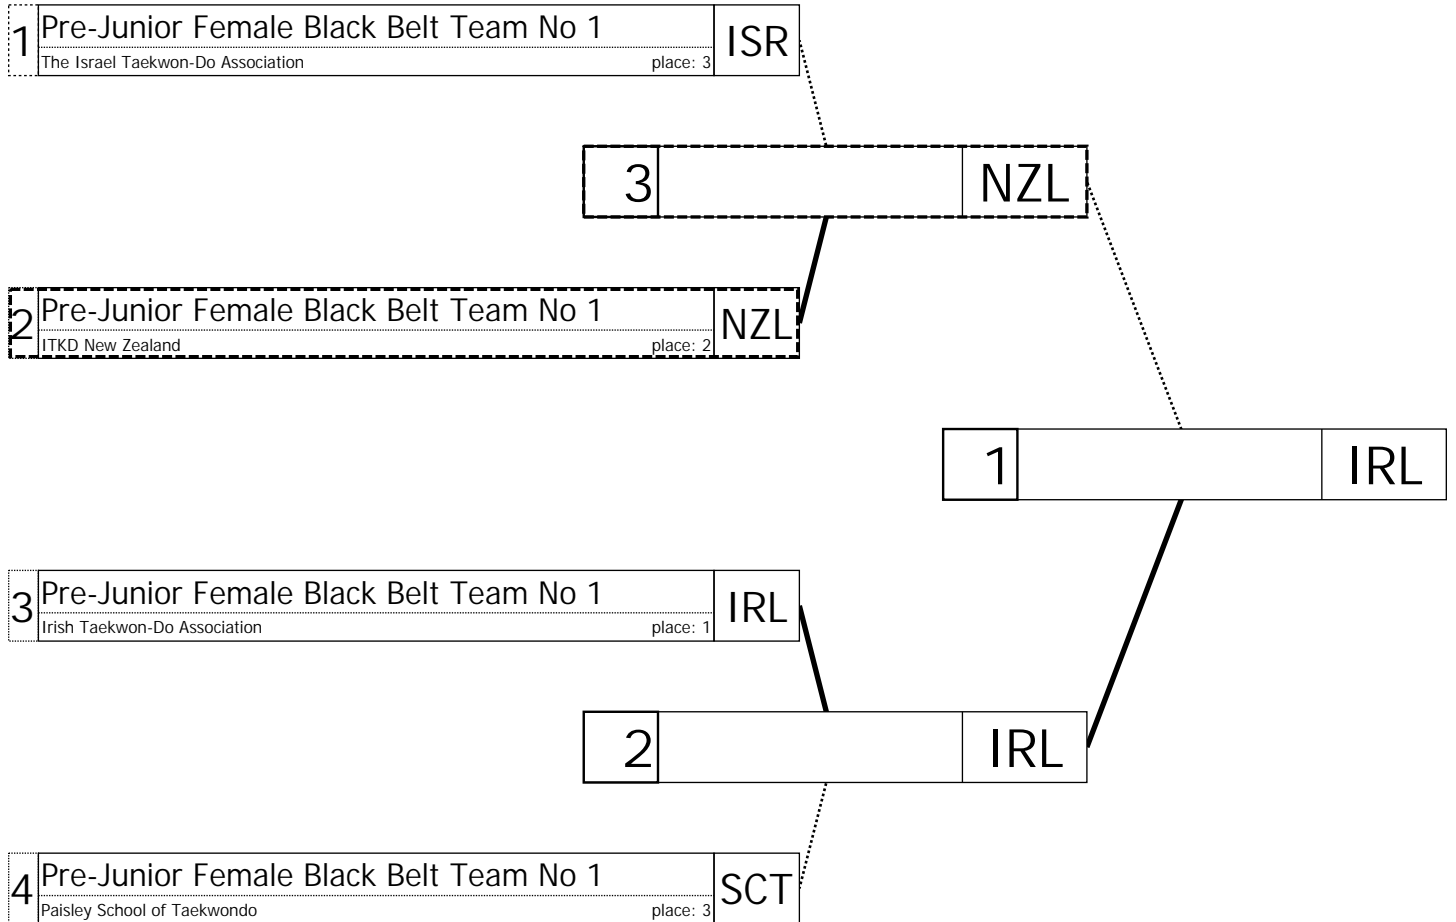 1 Pre-Junior Female Black Belt Team No 1 ISR
The Israel Taekwon-Do Association place: 3
3 NZL
2 Pre-Junior Female Black Belt Team No 1 NZL
ITKD New Zealand place: 2
1 IRL
3 Pre-Junior Female Black Belt Team No 1 IRL
Irish Taekwon-Do Association place: 1
2 IRL
4 Pre-Junior Female Black Belt Team No 1 SCT
Paisley School of Taekwondo place: 3